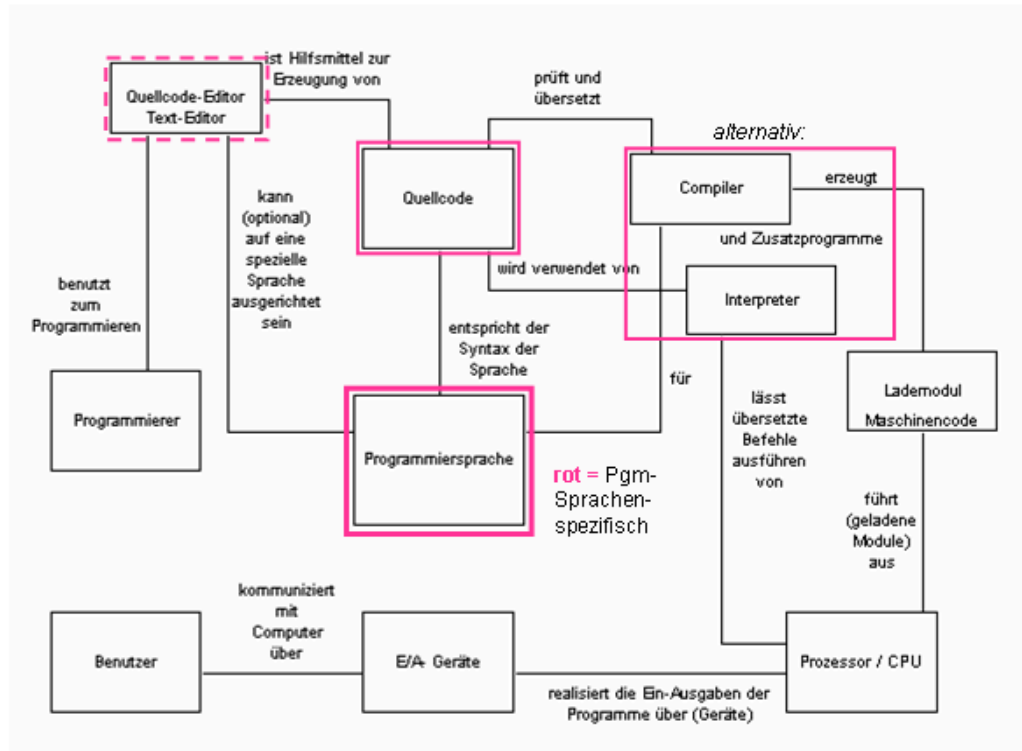 ist Hilfsmittel zur
Erzeugung von
Quellcode-Editor
Text-Editor
prüft und
übersetzt
alternativ:
Quellcode
Compiler
erzeugt
kann
(optional)
auf eine
spezielle
Sprache
ausgerichtet
sein
und Zusatzprogramme
wird verwendet von
Interpreter
benutzt
zum
Programmieren
entspricht der
Syntax der
Sprache
für
Programmierer
lässt
übersetzte
Befehle
ausführen
von
Lademodul
Maschinencode
Programmiersprache
rot = Pgm-
Sprachen-
spezifisch
führt
(geladene
Module)
aus
kommuniziert
mit
Computer
über
Benutzer
E/A- Geräte
Prozessor / CPU
realisiert die Ein-Ausgaben der
Programme über (Geräte)